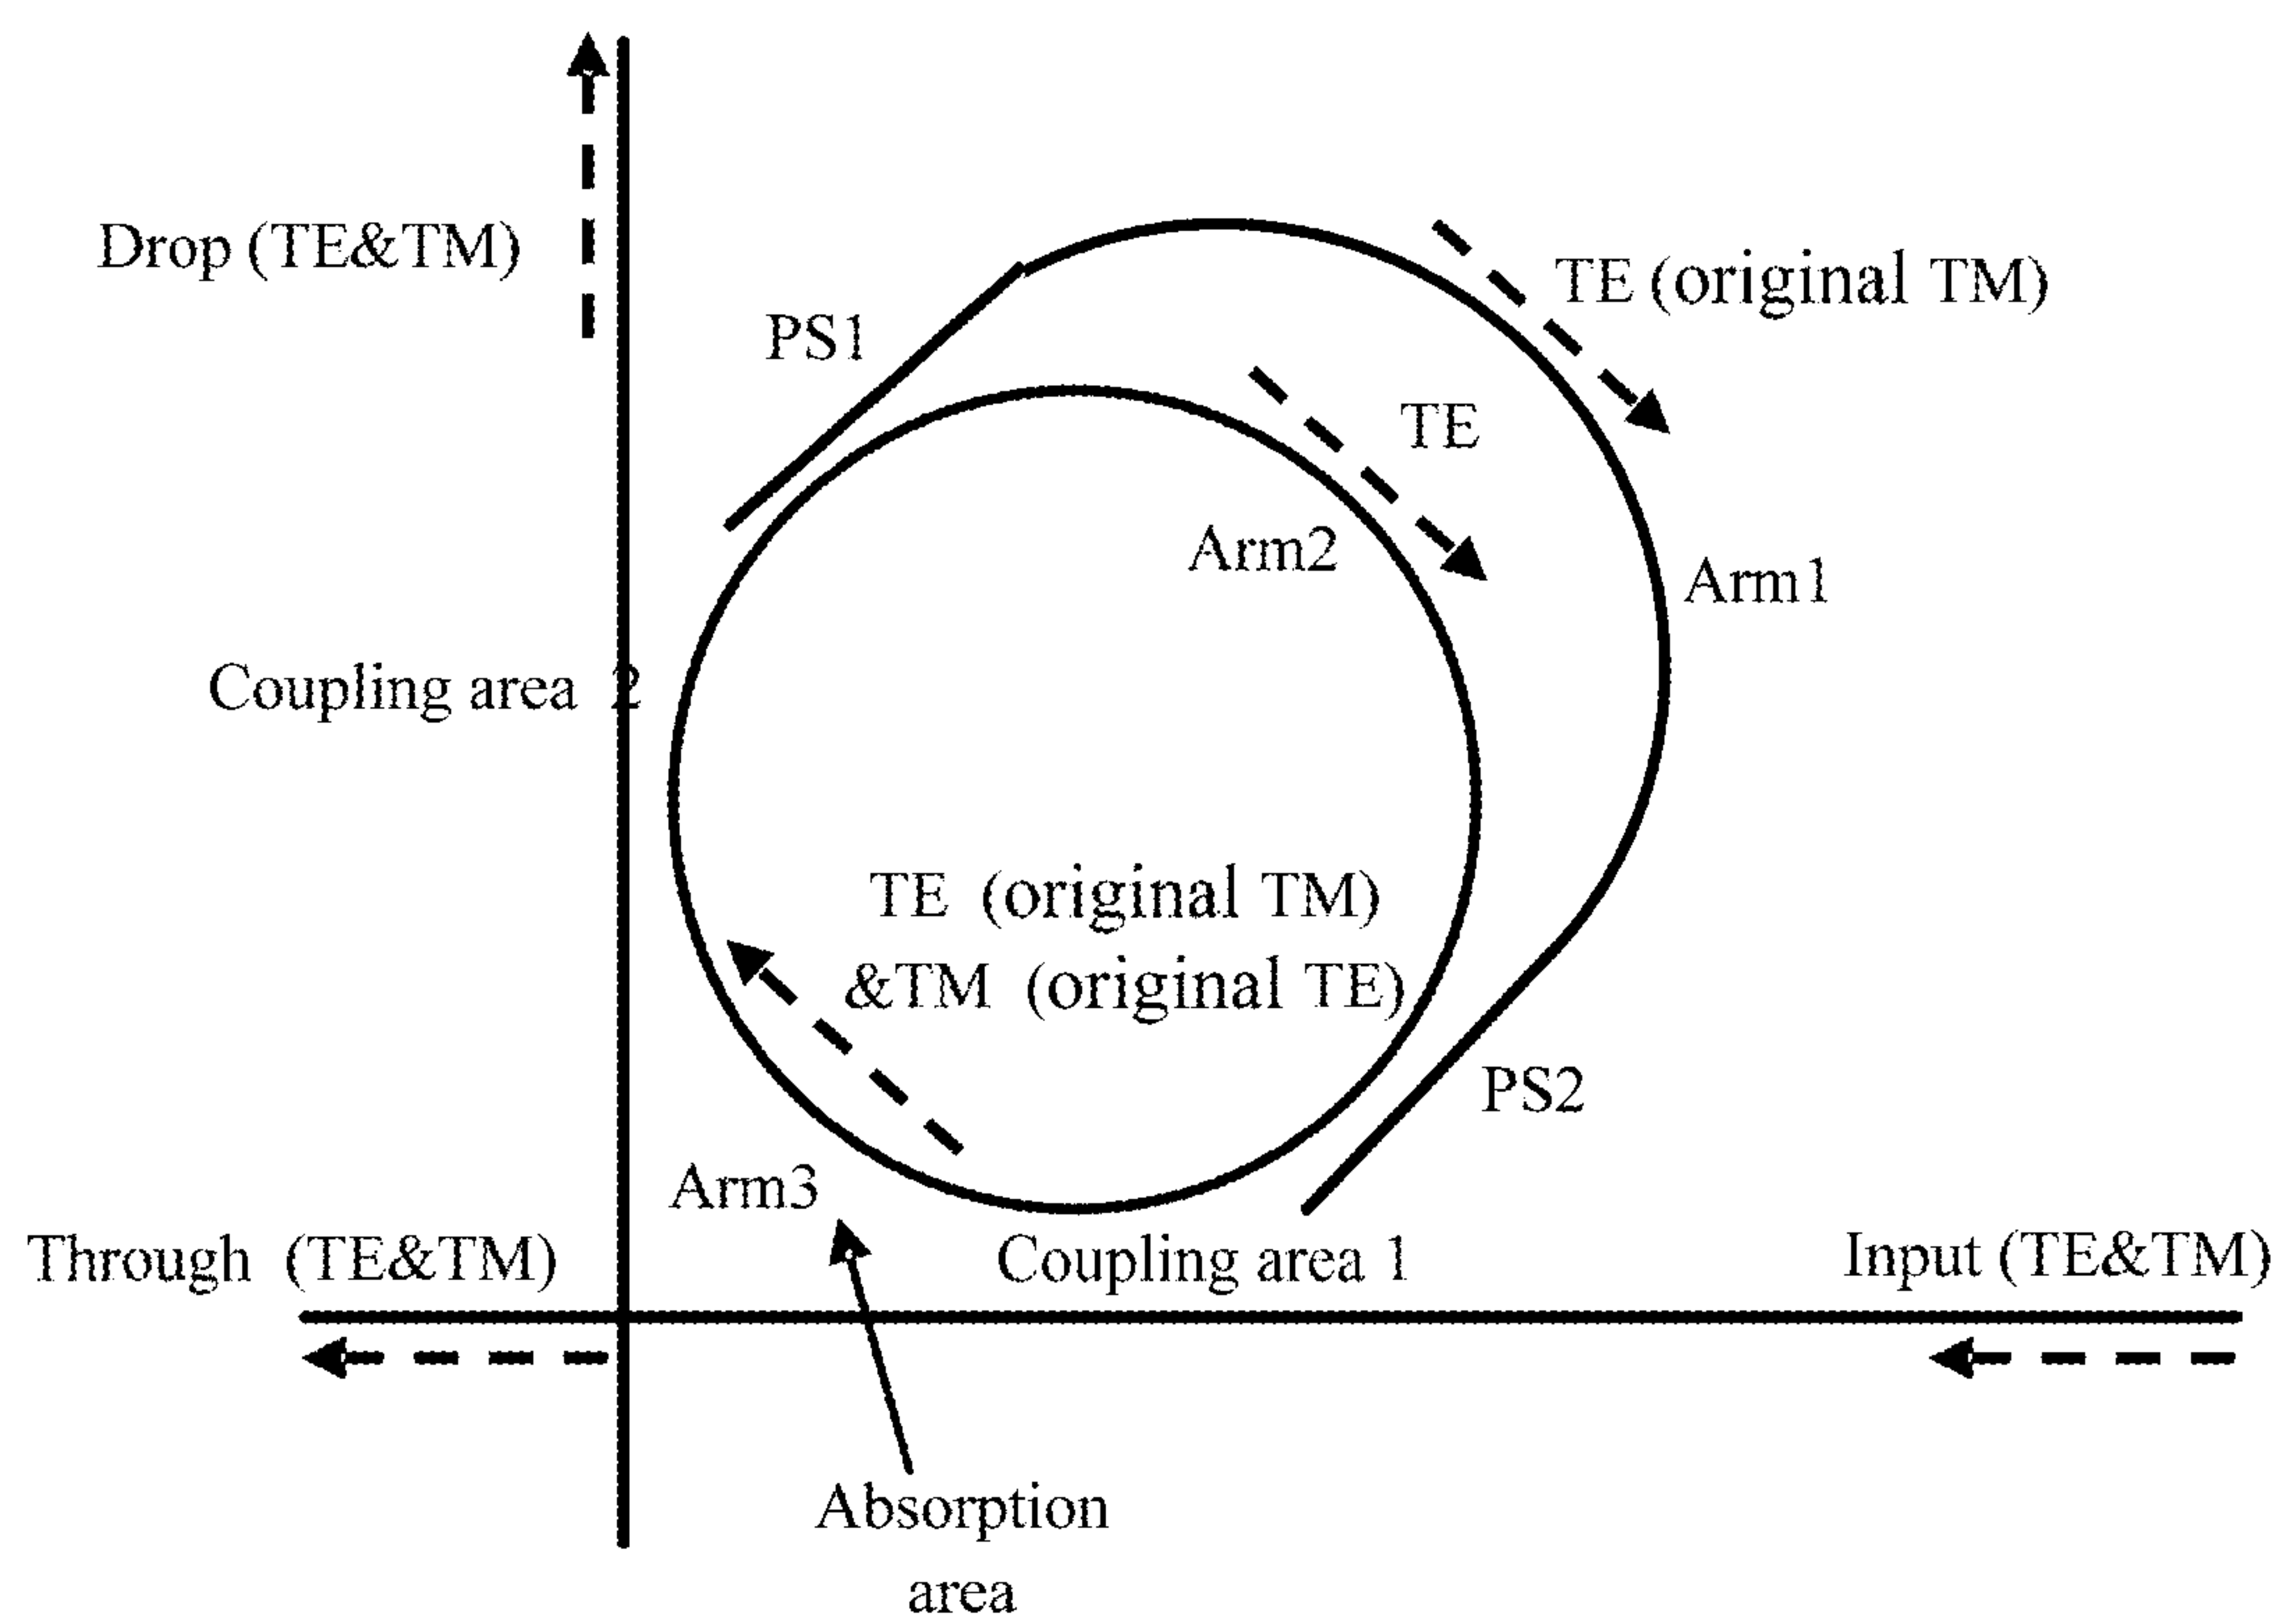 Drop (TE&TM)
PS1
TE (original TM)
TE
Arm2
Arm1
Coupling area 2
TE (original TM)
&TM (original TE)
PS2
Arm3
Through (TE&TM)
Coupling area 1
Input (TE&TM)
Absorption
area